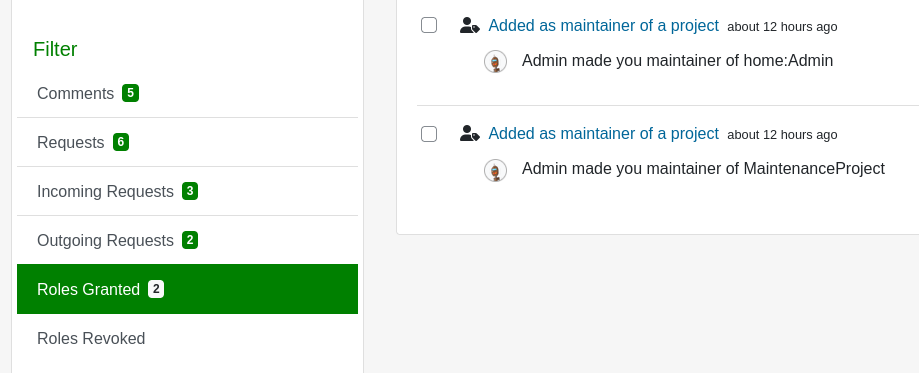 Filter
Comments 5
Requests 6
Incoming Requests 3
Outgoing Requests 2
Roles Granted 2
Roles Revoked
Added as maintainer of a project about 12 hours ago
Admin made you maintainer of home:Admin
Added as maintainer of a project about 12 hours ago
Admin made you maintainer of MaintenanceProject